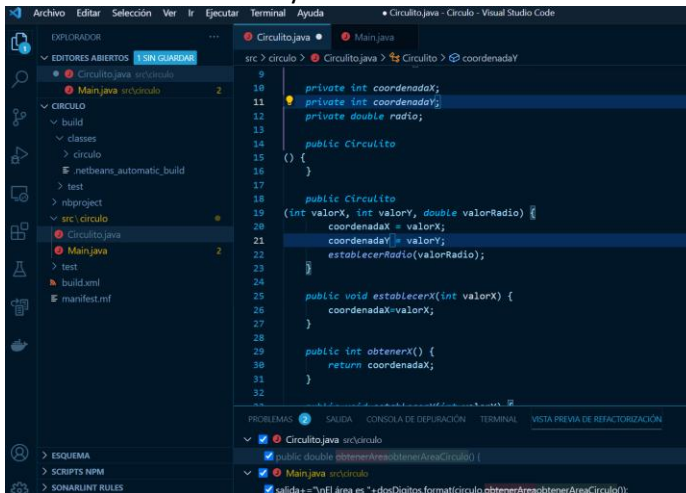 Archivo Editar Selección Ver Ir Ejecutar Terminal Ayuda
● Circulito.java - Circulo - Visual Studio Code
EXPLORADOR ...
EDITORES ABIERTOS 1 SIN GUARDAR
Circulito.java src\circulo
Main.java src\circulo 2
CIRCULO
build
classes
circulo
.netbeans_automatic_build
test
nbproject
src \ circulo
Circulito.java
Main.java 2
test
build.xml
manifest.mf
ESQUEMA
SCRIPTS NPM
SONARLINT RULES
Circulito.java ● Main.java
src > circulo > Circulito.java > Circulito > coordenadaY
9
10 private int coordenadaX;
11 private int coordenadaY;
12 private double radio;
13
14 public Circulito
15 () {
16 }
17
18 public Circulito
19 (int valorX, int valorY, double valorRadio) {
20 coordenadaX = valorX;
21 coordenadaY = valorY;
22 establecerRadio(valorRadio);
23 }
24
25 public void establecerX(int valorX) {
26 coordenadaX=valorX;
27 }
28
29 public int obtenerX() {
30 return coordenadaX;
31 }
32
PROBLEMAS 2 SALIDA CONSOLA DE DEPURACIÓN TERMINAL VISTA PREVIA DE REFACTORIZACIÓN
Circulito.java src\circulo
public double obtenerAreaobtenerAreaCirculo() {
Main.java src\circulo
salida+="\nEl área es "+dosDigitos.format(circulo.obtenerAreaobtenerAreaCirculo());